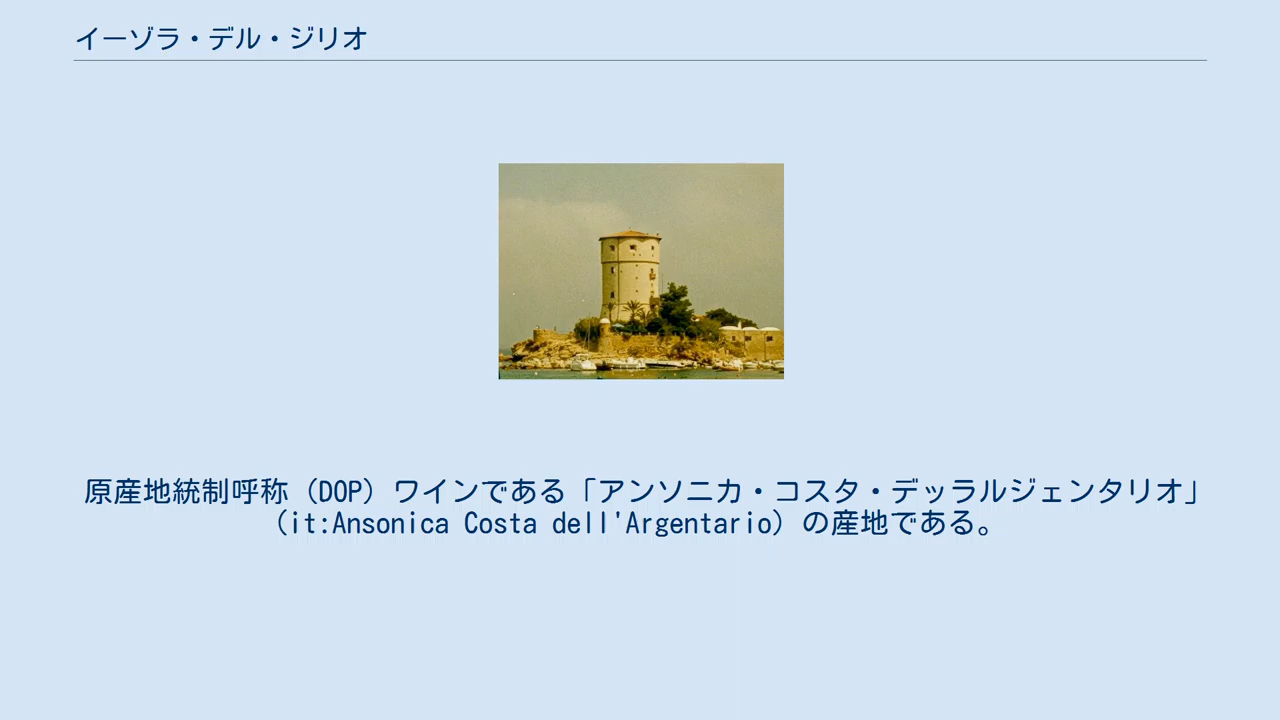 イーゾラ・デル・ジリオ
原産地統制呼称（DOP）ワインである「アンソニカ・コスタ・デッラルジェンタリオ」
（it:Ansonica Costa dell'Argentario）の産地である。